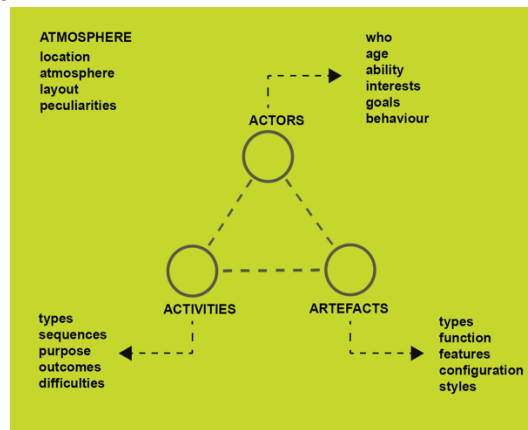 ATMOSPHERE
location
atmosphere
layout
peculiarities
who
age
ability
interests
goals
behaviour
ACTORS
ACTIVITIES
ARTEFACTS
types
sequences
purpose
outcomes
difficulties
types
function
features
configuration
styles